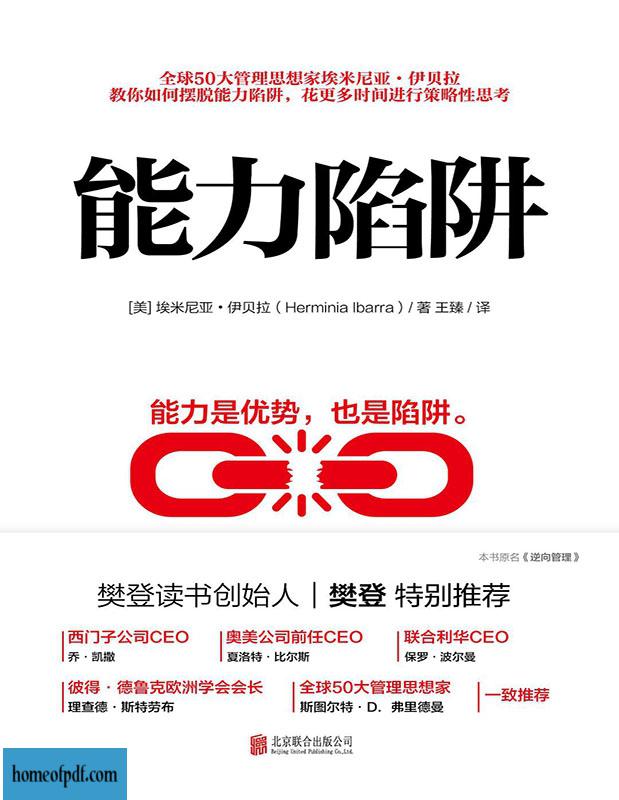 全球50大管理思想家埃米尼亚·伊贝拉
教你如何摆脱能力陷阱，花更多时间进行策略性思考
能力陷阱
[美] 埃米尼亚·伊贝拉（Herminia Ibarra）/ 著 王臻 / 译
能力是优势，也是陷阱。
本书原名《逆向管理》
樊登读书创始人｜樊登 特别推荐
西门子公司CEO 奥美公司前任CEO 联合利华CEO
乔·凯撒 夏洛特·比尔斯 保罗·波尔曼
彼得·德鲁克欧洲学会会长 全球50大管理思想家 一致推荐
理查德·斯特劳布 斯图尔特·D. 弗里德曼
北京联合出版公司
Beijing United Publishing Co.,Ltd.
homeofpdf.com